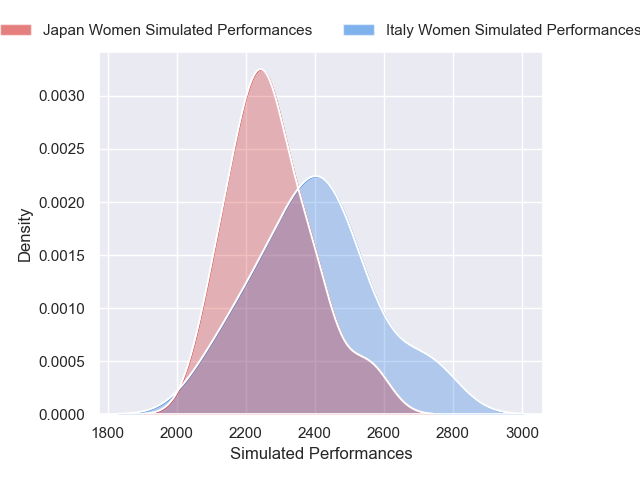 Japan Women Simulated Performances
Italy Women Simulated Performances
0.0030
0.0025
0.0020
0.0015
0.0010
0.0005
0.0000
Density
1800 2000 2200 2400 2600 2800 3000
Simulated Performances